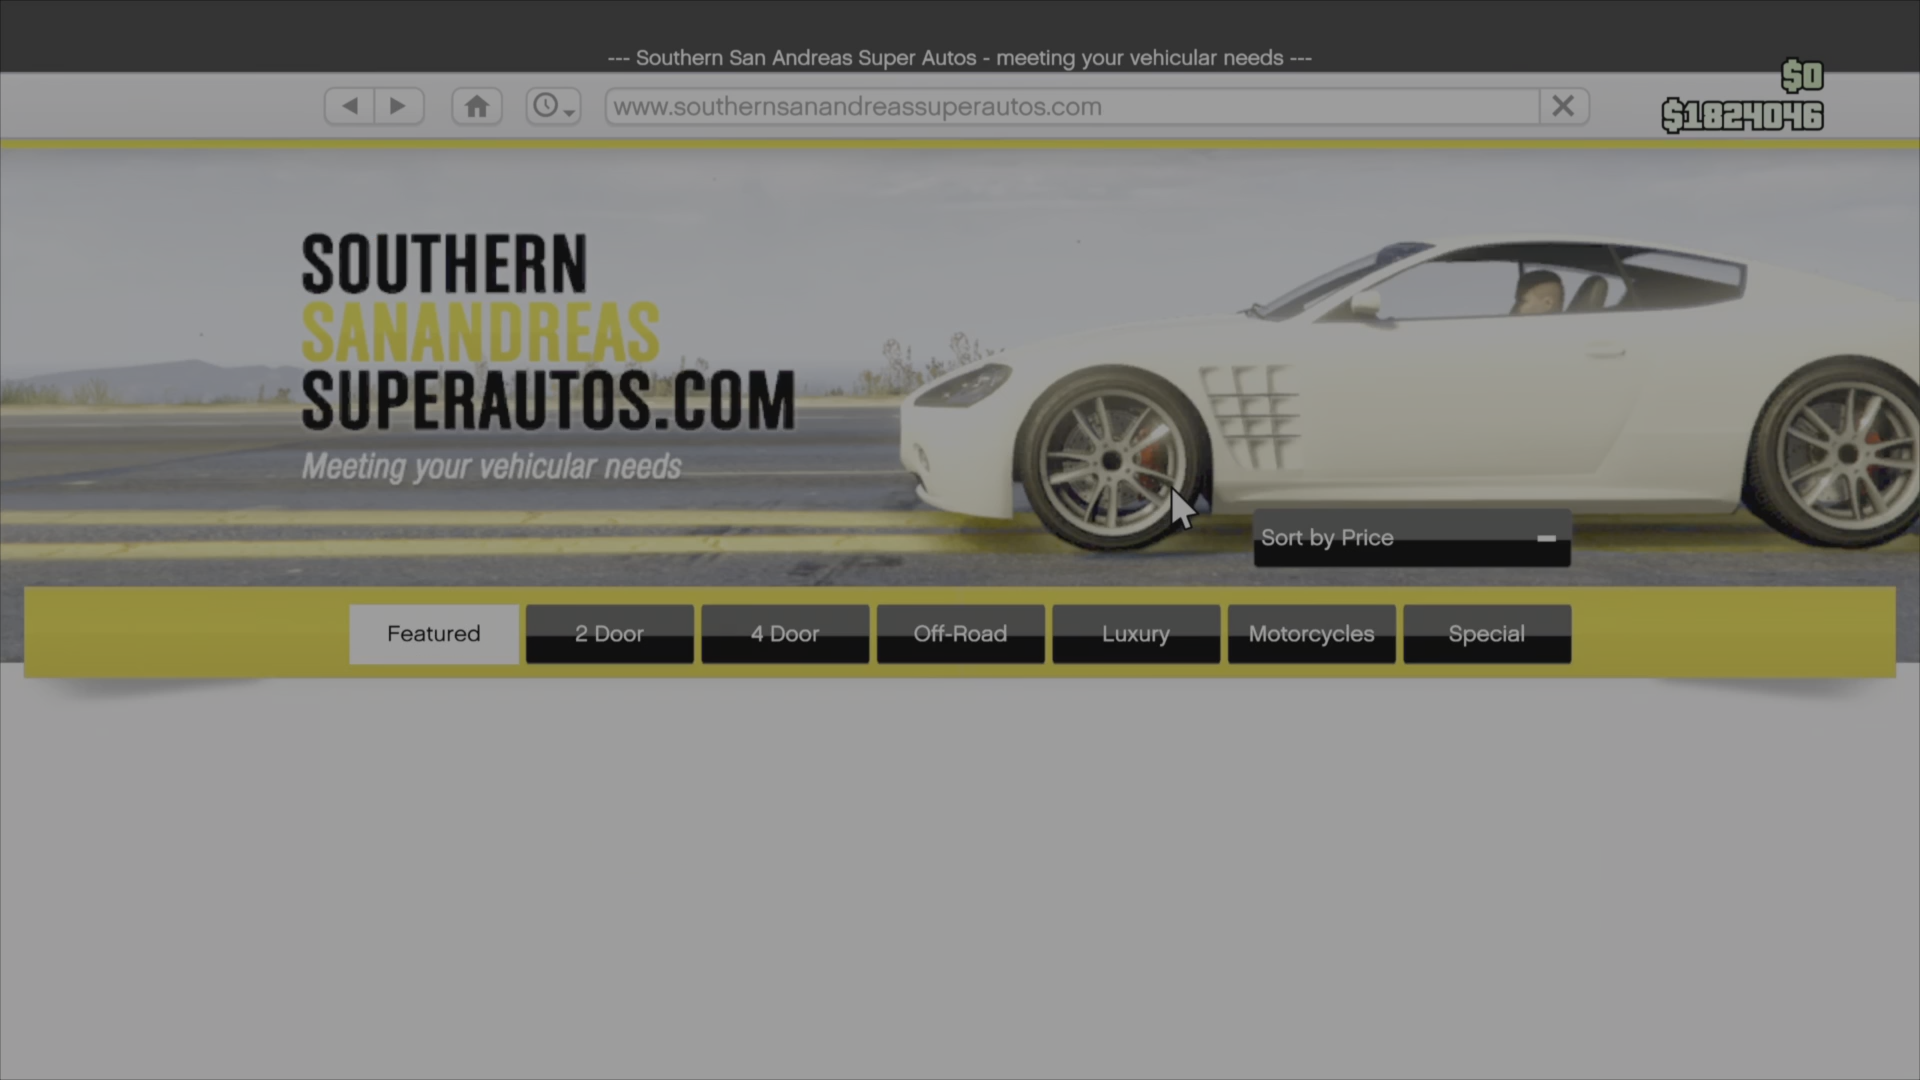 --- Southern San Andreas Super Autos - meeting your vehicular needs ---
$0
www.southernsanandreassuperautos.com
$1824046
SOUTHERN
SANANDREAS
SUPERAUTOS.COM
Meeting your vehicular needs
Sort by Price
Featured
2 Door
4 Door
Off-Road
Luxury
Motorcycles
Special